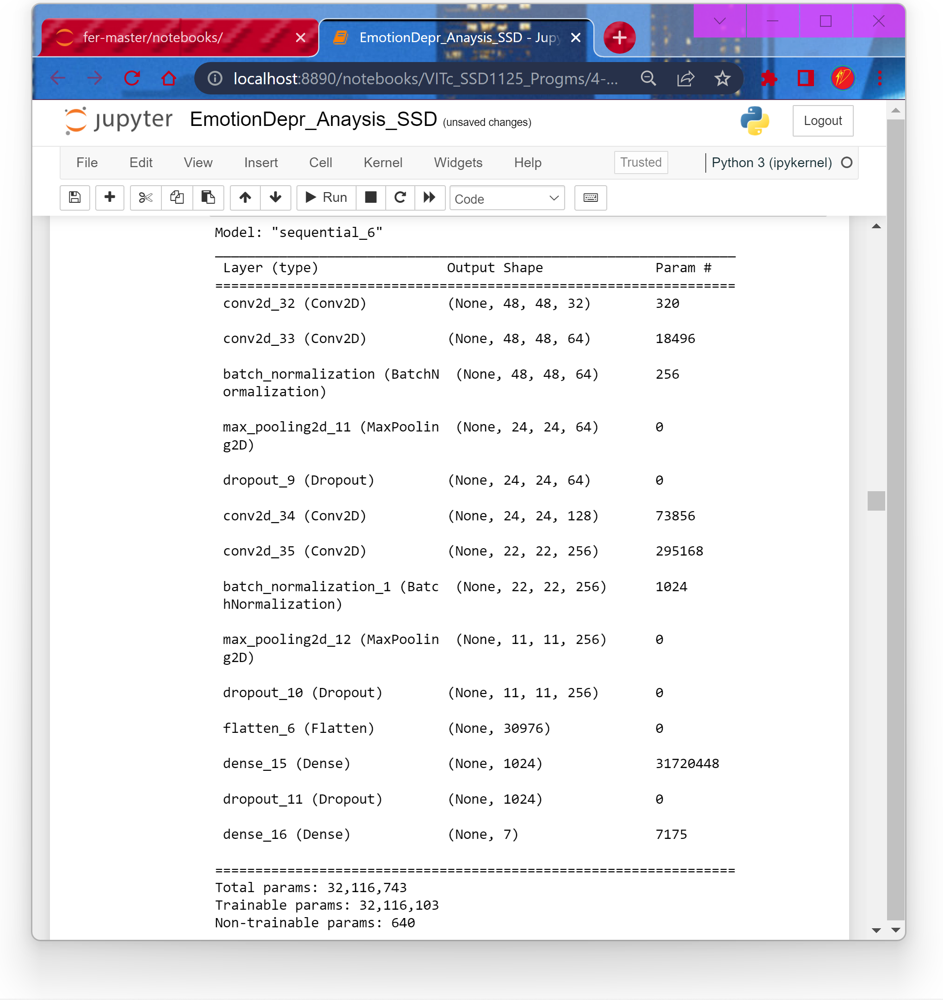 fer-master/notebooks/
EmotionDepr_Anaysis_SSD - Jupy
localhost:8890/notebooks/VITc_SSD1125_Progms/4-...
jupyter EmotionDepr_Anaysis_SSD (unsaved changes)
Logout
File Edit View Insert Cell Kernel Widgets Help Trusted Python 3 (ipykernel)
Run Code
Model: "sequential_6"
_________________________________________________________________
Layer (type) Output Shape Param #
=================================================================
conv2d_32 (Conv2D) (None, 48, 48, 32) 320
conv2d_33 (Conv2D) (None, 48, 48, 64) 18496
batch_normalization (BatchN (None, 48, 48, 64) 256
ormalization)
max_pooling2d_11 (MaxPoolin (None, 24, 24, 64) 0
g2D)
dropout_9 (Dropout) (None, 24, 24, 64) 0
conv2d_34 (Conv2D) (None, 24, 24, 128) 73856
conv2d_35 (Conv2D) (None, 22, 22, 256) 295168
batch_normalization_1 (Batc (None, 22, 22, 256) 1024
hNormalization)
max_pooling2d_12 (MaxPoolin (None, 11, 11, 256) 0
g2D)
dropout_10 (Dropout) (None, 11, 11, 256) 0
flatten_6 (Flatten) (None, 30976) 0
dense_15 (Dense) (None, 1024) 31720448
dropout_11 (Dropout) (None, 1024) 0
dense_16 (Dense) (None, 7) 7175
=================================================================
Total params: 32,116,743
Trainable params: 32,116,103
Non-trainable params: 640